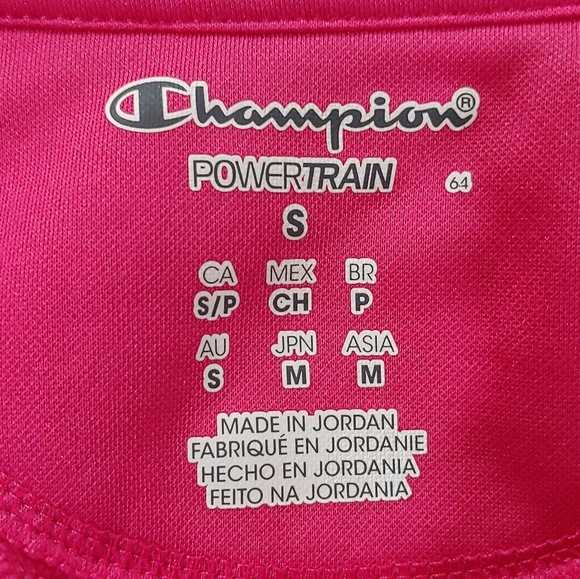 Champion®
POWERTRAIN 64
S
CA MEX BR
S/P CH P
AU JPN ASIA
S M M
MADE IN JORDAN
FABRIQUÉ EN JORDANIE
HECHO EN JORDANIA
FEITO NA JORDANIA